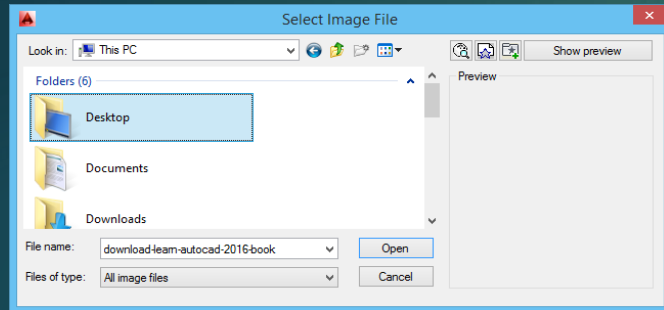 Select Image File
Look in: This PC
Show preview
Folders (6)
Preview
Desktop
Documents
Downloads
File name: download-learn-autocad-2016-book Open
Files of type: All image files Cancel